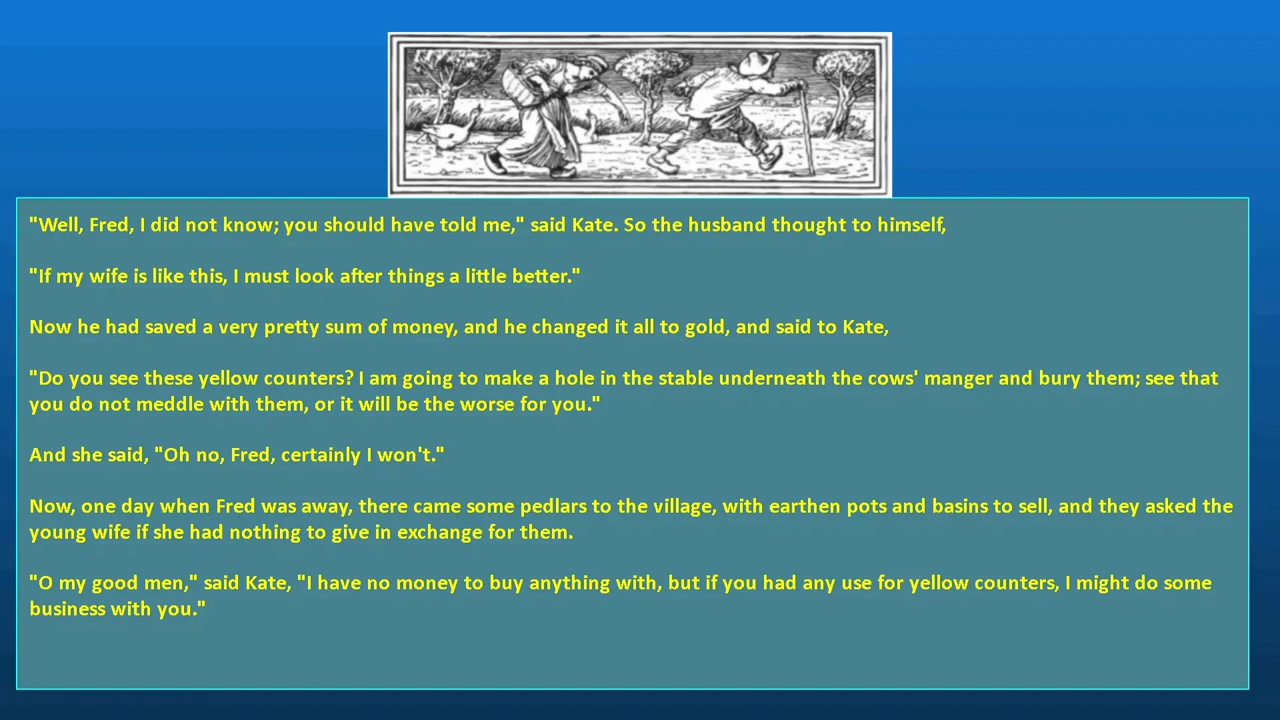 "Well, Fred, I did not know; you should have told me," said Kate. So the husband thought to himself,
"If my wife is like this, I must look after things a little better."
Now he had saved a very pretty sum of money, and he changed it all to gold, and said to Kate,
"Do you see these yellow counters? I am going to make a hole in the stable underneath the cows' manger and bury them; see that
you do not meddle with them, or it will be the worse for you."
And she said, "Oh no, Fred, certainly I won't."
Now, one day when Fred was away, there came some pedlars to the village, with earthen pots and basins to sell, and they asked the
young wife if she had nothing to give in exchange for them.
"O my good men," said Kate, "I have no money to buy anything with, but if you had any use for yellow counters, I might do some
business with you."